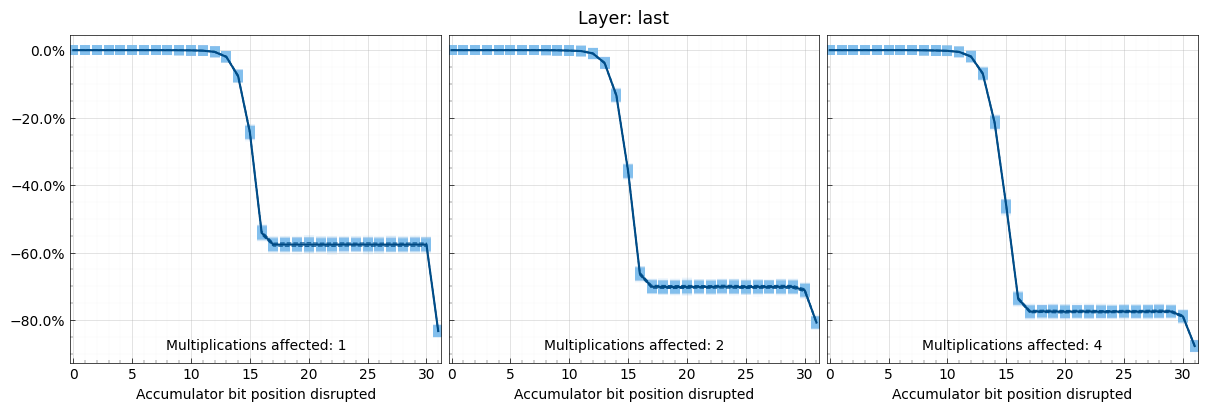 Layer: last
0.0%
−20.0%
−40.0%
−60.0%
−80.0%
Multiplications affected: 1
Multiplications affected: 2
Multiplications affected: 4
0 5 10 15 20 25 30
0 5 10 15 20 25 30
0 5 10 15 20 25 30
Accumulator bit position disrupted
Accumulator bit position disrupted
Accumulator bit position disrupted